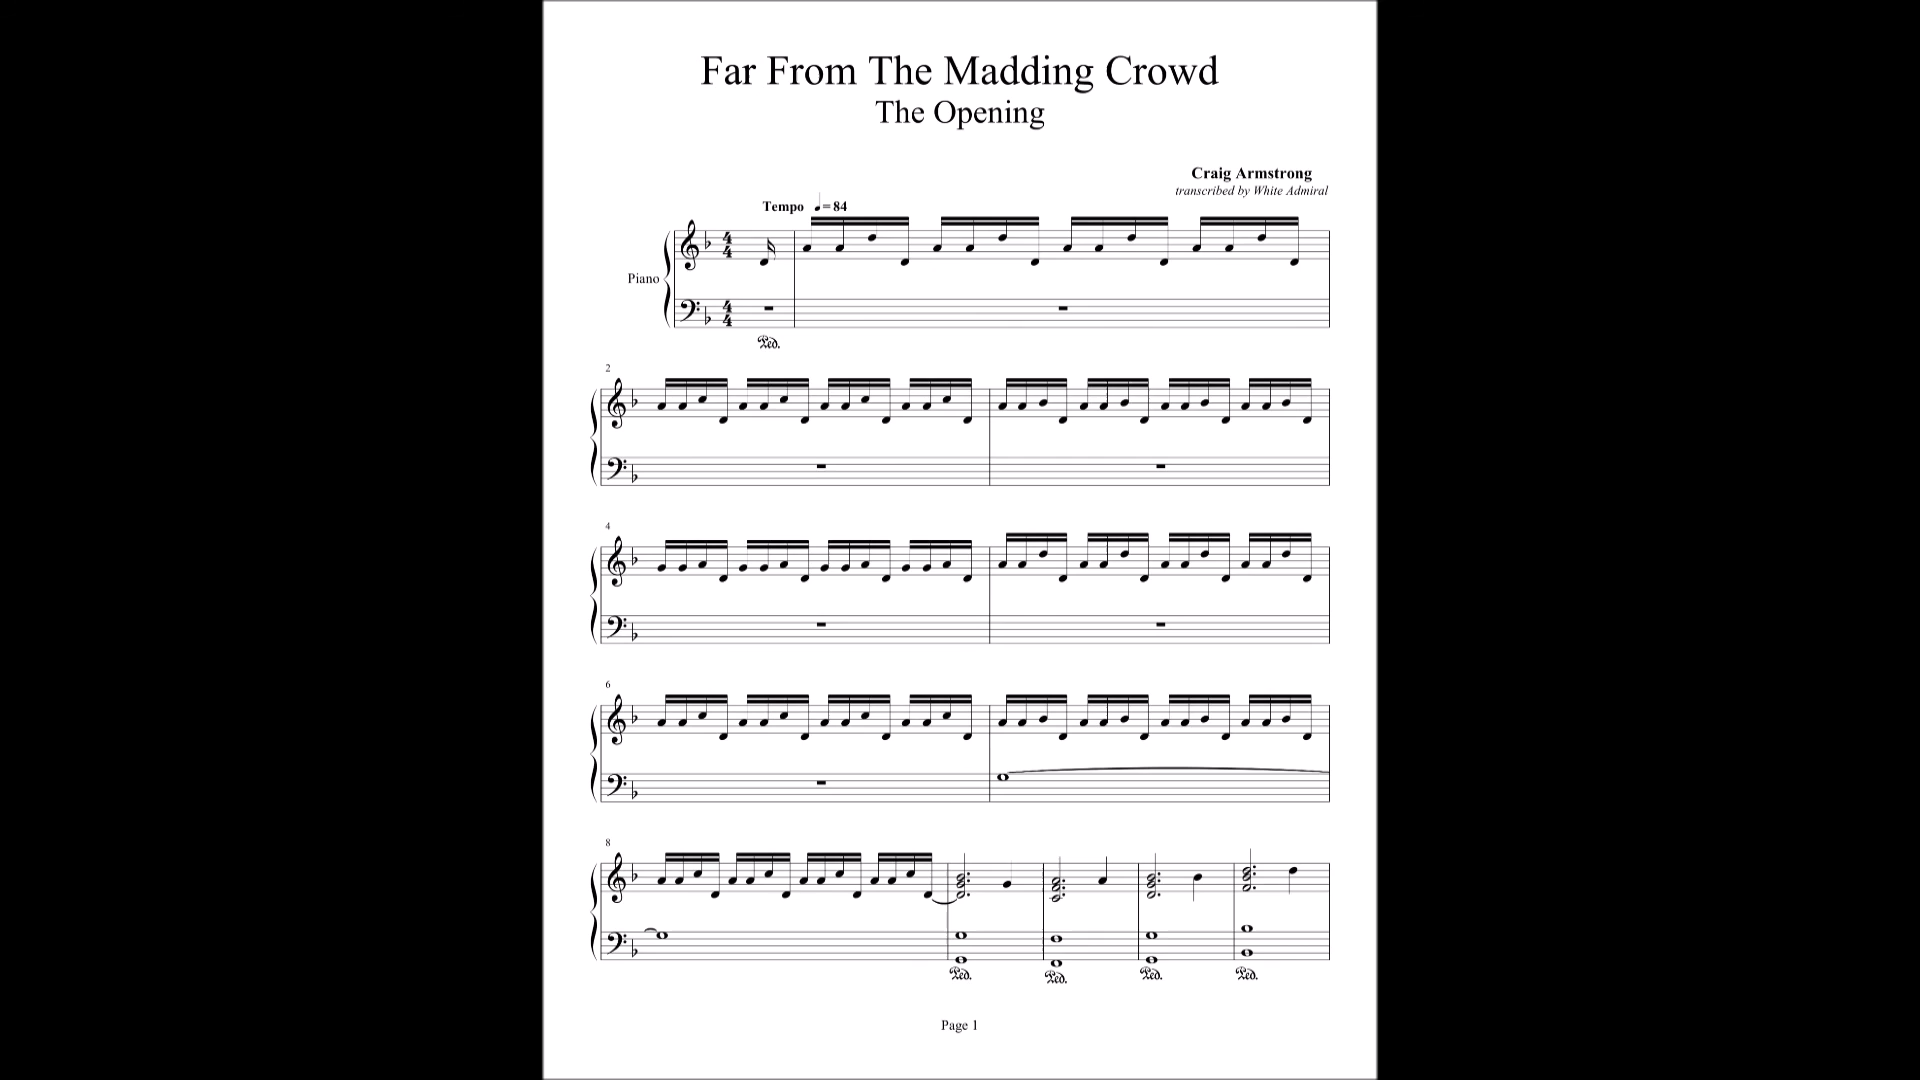 Far From The Madding Crowd
The Opening
Craig Armstrong
transcribed by White Admiral
Tempo ♩= 84
Piano
4
4
4
4
Ped.
2
4
6
8
Ped. Ped. Ped. Ped.
Page 1